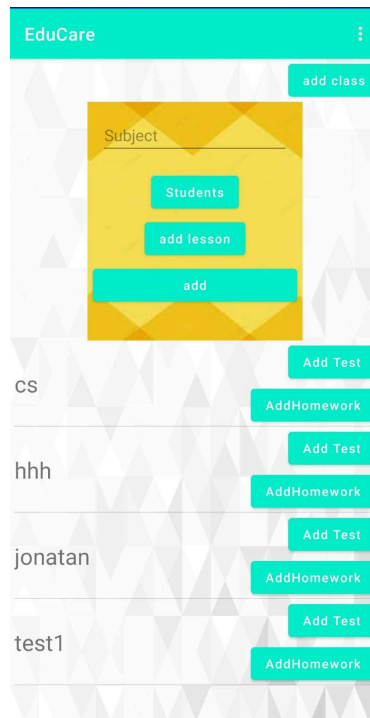 EduCare
add class
Subject
Students
add lesson
add
Add Test
cs
AddHomework
Add Test
hhh
AddHomework
Add Test
jonatan
AddHomework
Add Test
test1
AddHomework